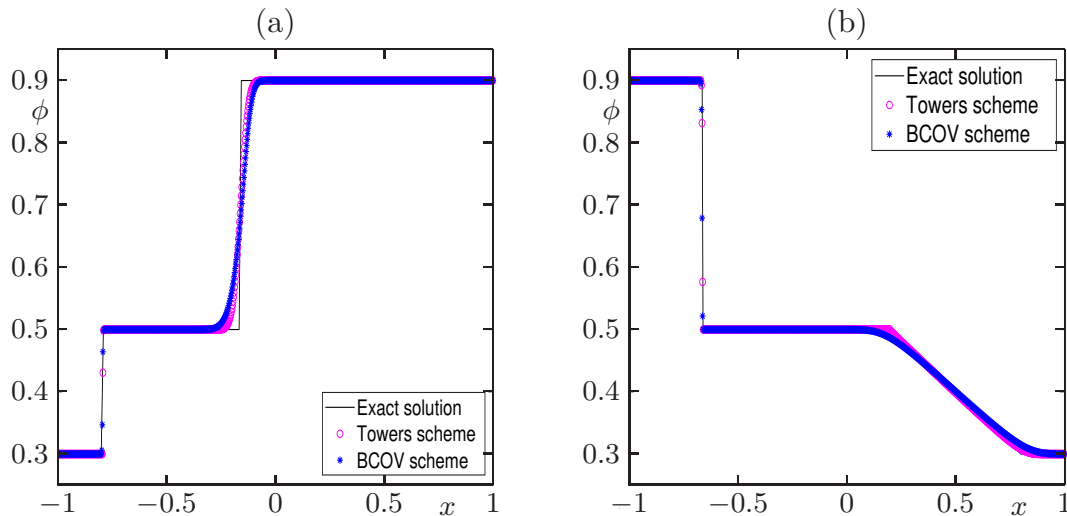 (a)
0.9
ϕ
0.8
0.7
0.6
0.5
0.4
0.3
−1
−0.5
0
0.5
x
1
Exact solution
Towers scheme
BCOV scheme
(b)
0.9
ϕ
0.8
0.7
0.6
0.5
0.4
0.3
−1
−0.5
0
0.5
x
1
Exact solution
Towers scheme
BCOV scheme